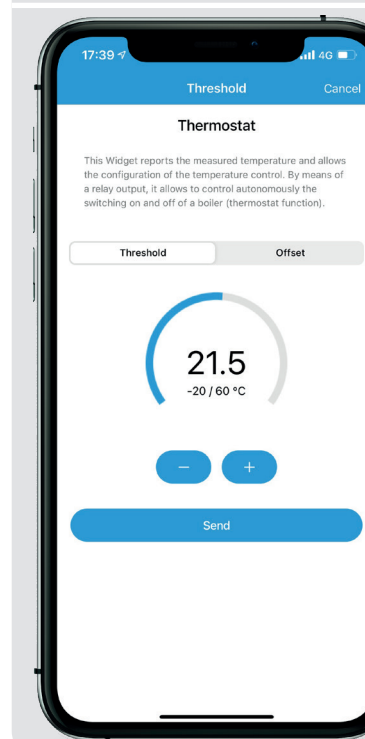 17:39
4G
Threshold
Cancel
Thermostat
This Widget reports the measured temperature and allows
the configuration of the temperature control. By means of
a relay output, it allows to control autonomously the
switching on and off of a boiler (thermostat function).
Threshold
Offset
21.5
-20 / 60 °C
−
+
Send